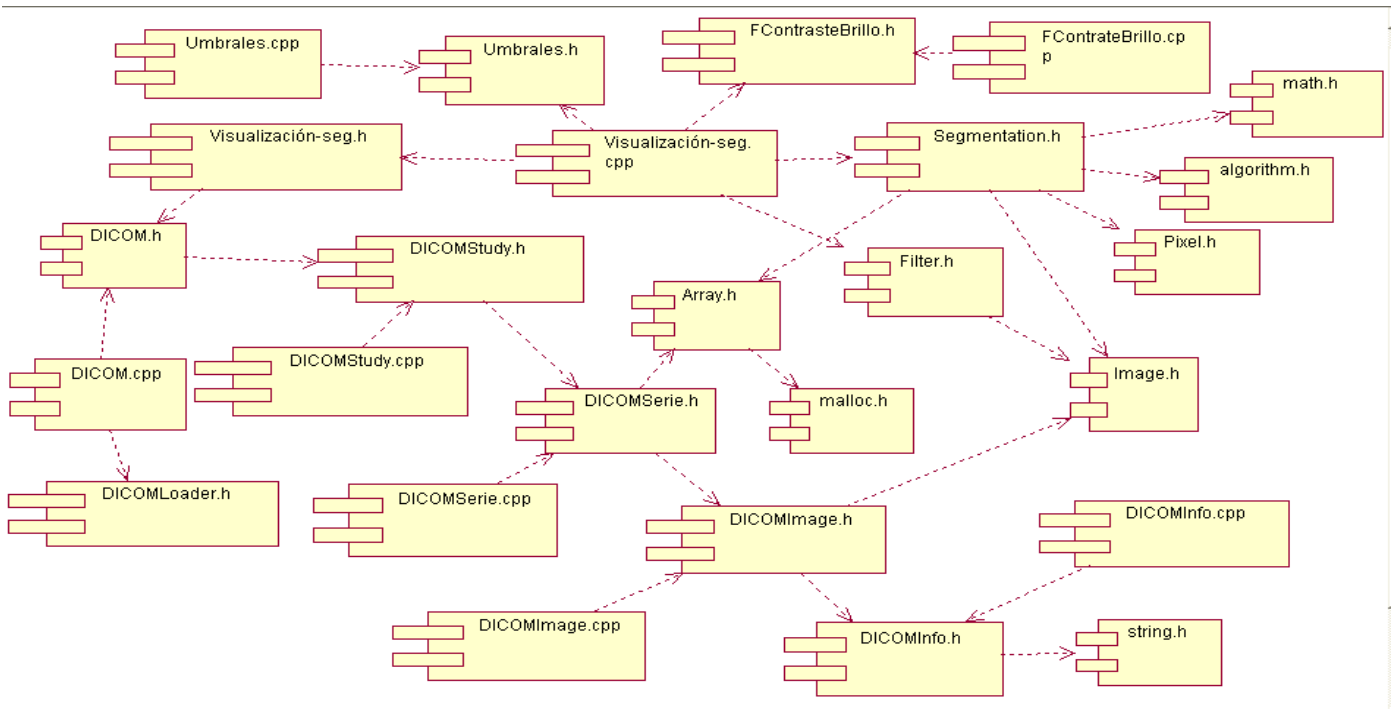 Umbrales.cpp
Umbrales.h
FContrasteBrillo.h
FContrateBrillo.cp
p
math.h
Visualización-seg.h
Visualización-seg.
cpp
Segmentation.h
algorithm.h
DICOM.h
DICOMStudy.h
Pixel.h
Filter.h
Array.h
DICOMStudy.cpp
DICOM.cpp
Image.h
DICOMSerie.h
malloc.h
DICOMLoader.h
DICOMSerie.cpp
DICOMImage.h
DICOMInfo.cpp
DICOMImage.cpp
DICOMInfo.h
string.h